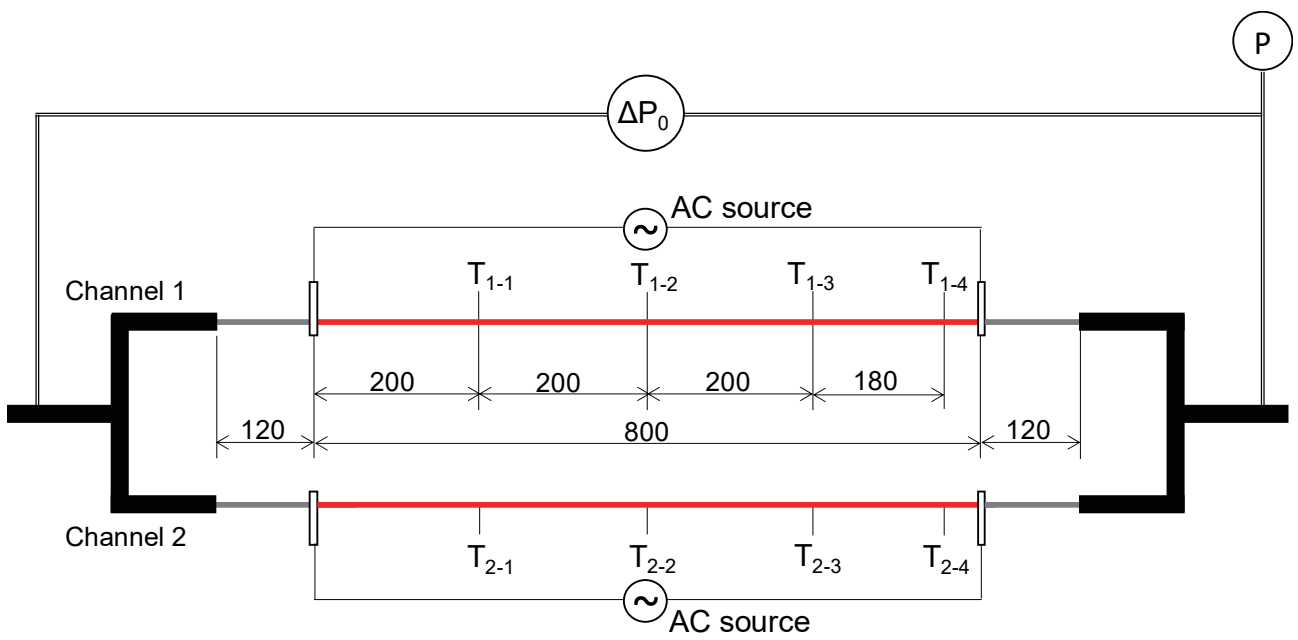 P
ΔP₀
AC source
~
Channel 1
T₁₋₁
T₁₋₂
T₁₋₃
T₁₋₄
200
200
200
180
120
800
120
Channel 2
T₂₋₁
T₂₋₂
T₂₋₃
T₂₋₄
~
AC source